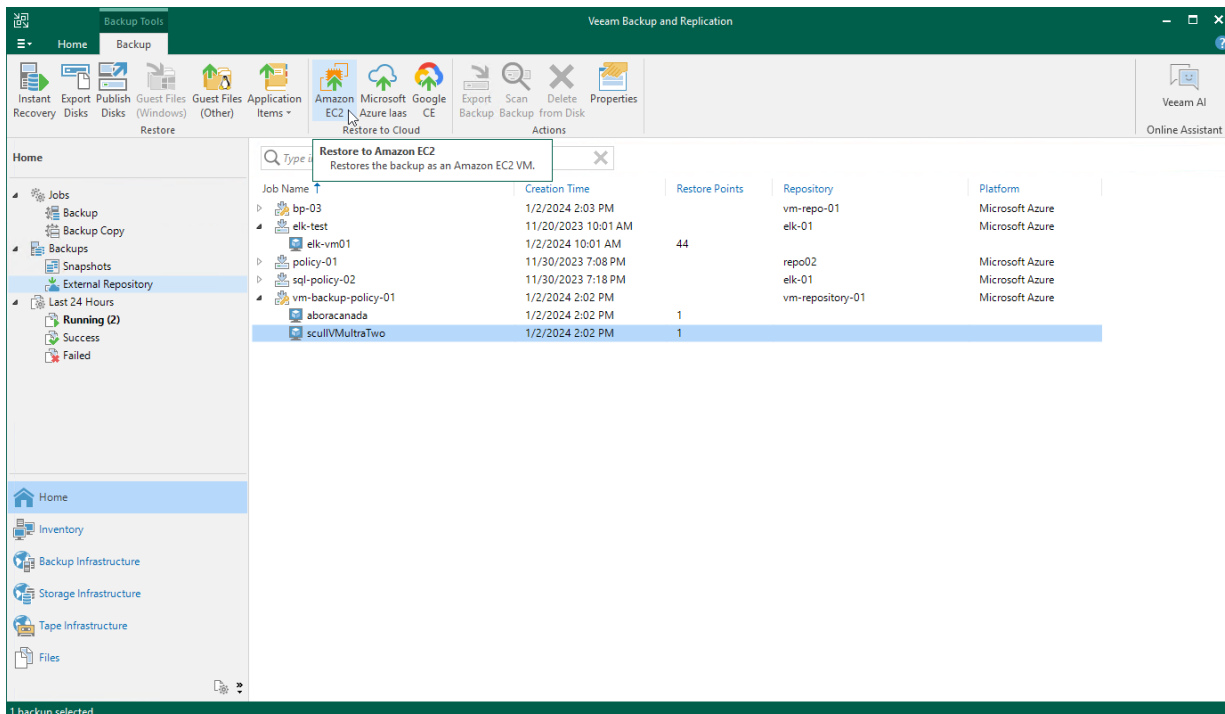 Backup Tools
Veeam Backup and Replication
Home Backup
Instant Recovery
Export Disks
Publish Disks
Guest Files (Windows)
Guest Files (Other)
Application Items
Restore
Amazon EC2
Microsoft Azure Iaas
Google CE
Restore to Cloud
Export Backup
Scan Backup
Delete from Disk
Properties
Actions
Veeam AI
Online Assistant
Restore to Amazon EC2
Restores the backup as an Amazon EC2 VM.
Home
Type
Jobs
Backup
Backup Copy
Backups
Snapshots
External Repository
Last 24 Hours
Running (2)
Success
Failed
Job Name Creation Time Restore Points Repository Platform
bp-03 1/2/2024 2:03 PM vm-repo-01 Microsoft Azure
elk-test 11/20/2023 10:01 AM elk-01 Microsoft Azure
elk-vm01 1/2/2024 10:01 AM 44
policy-01 11/30/2023 7:08 PM repo02 Microsoft Azure
sql-policy-02 11/30/2023 7:18 PM elk-01 Microsoft Azure
vm-backup-policy-01 1/2/2024 2:02 PM vm-repository-01 Microsoft Azure
aboracanada 1/2/2024 2:02 PM 1
scullVMultraTwo 1/2/2024 2:02 PM 1
Home
Inventory
Backup Infrastructure
Storage Infrastructure
Tape Infrastructure
Files
1 backup selected